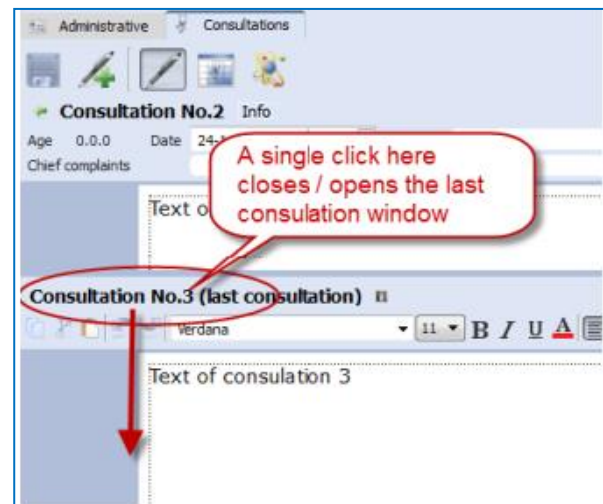 Administrative Consultations
Consultation No.2 Info
Age 0.0.0 Date 24-
Chief complaints
A single click here
closes / opens the last
consulation window
Text o
Consultation No.3 (last consultation)
Verdana 11 B I U A
Text of consulation 3